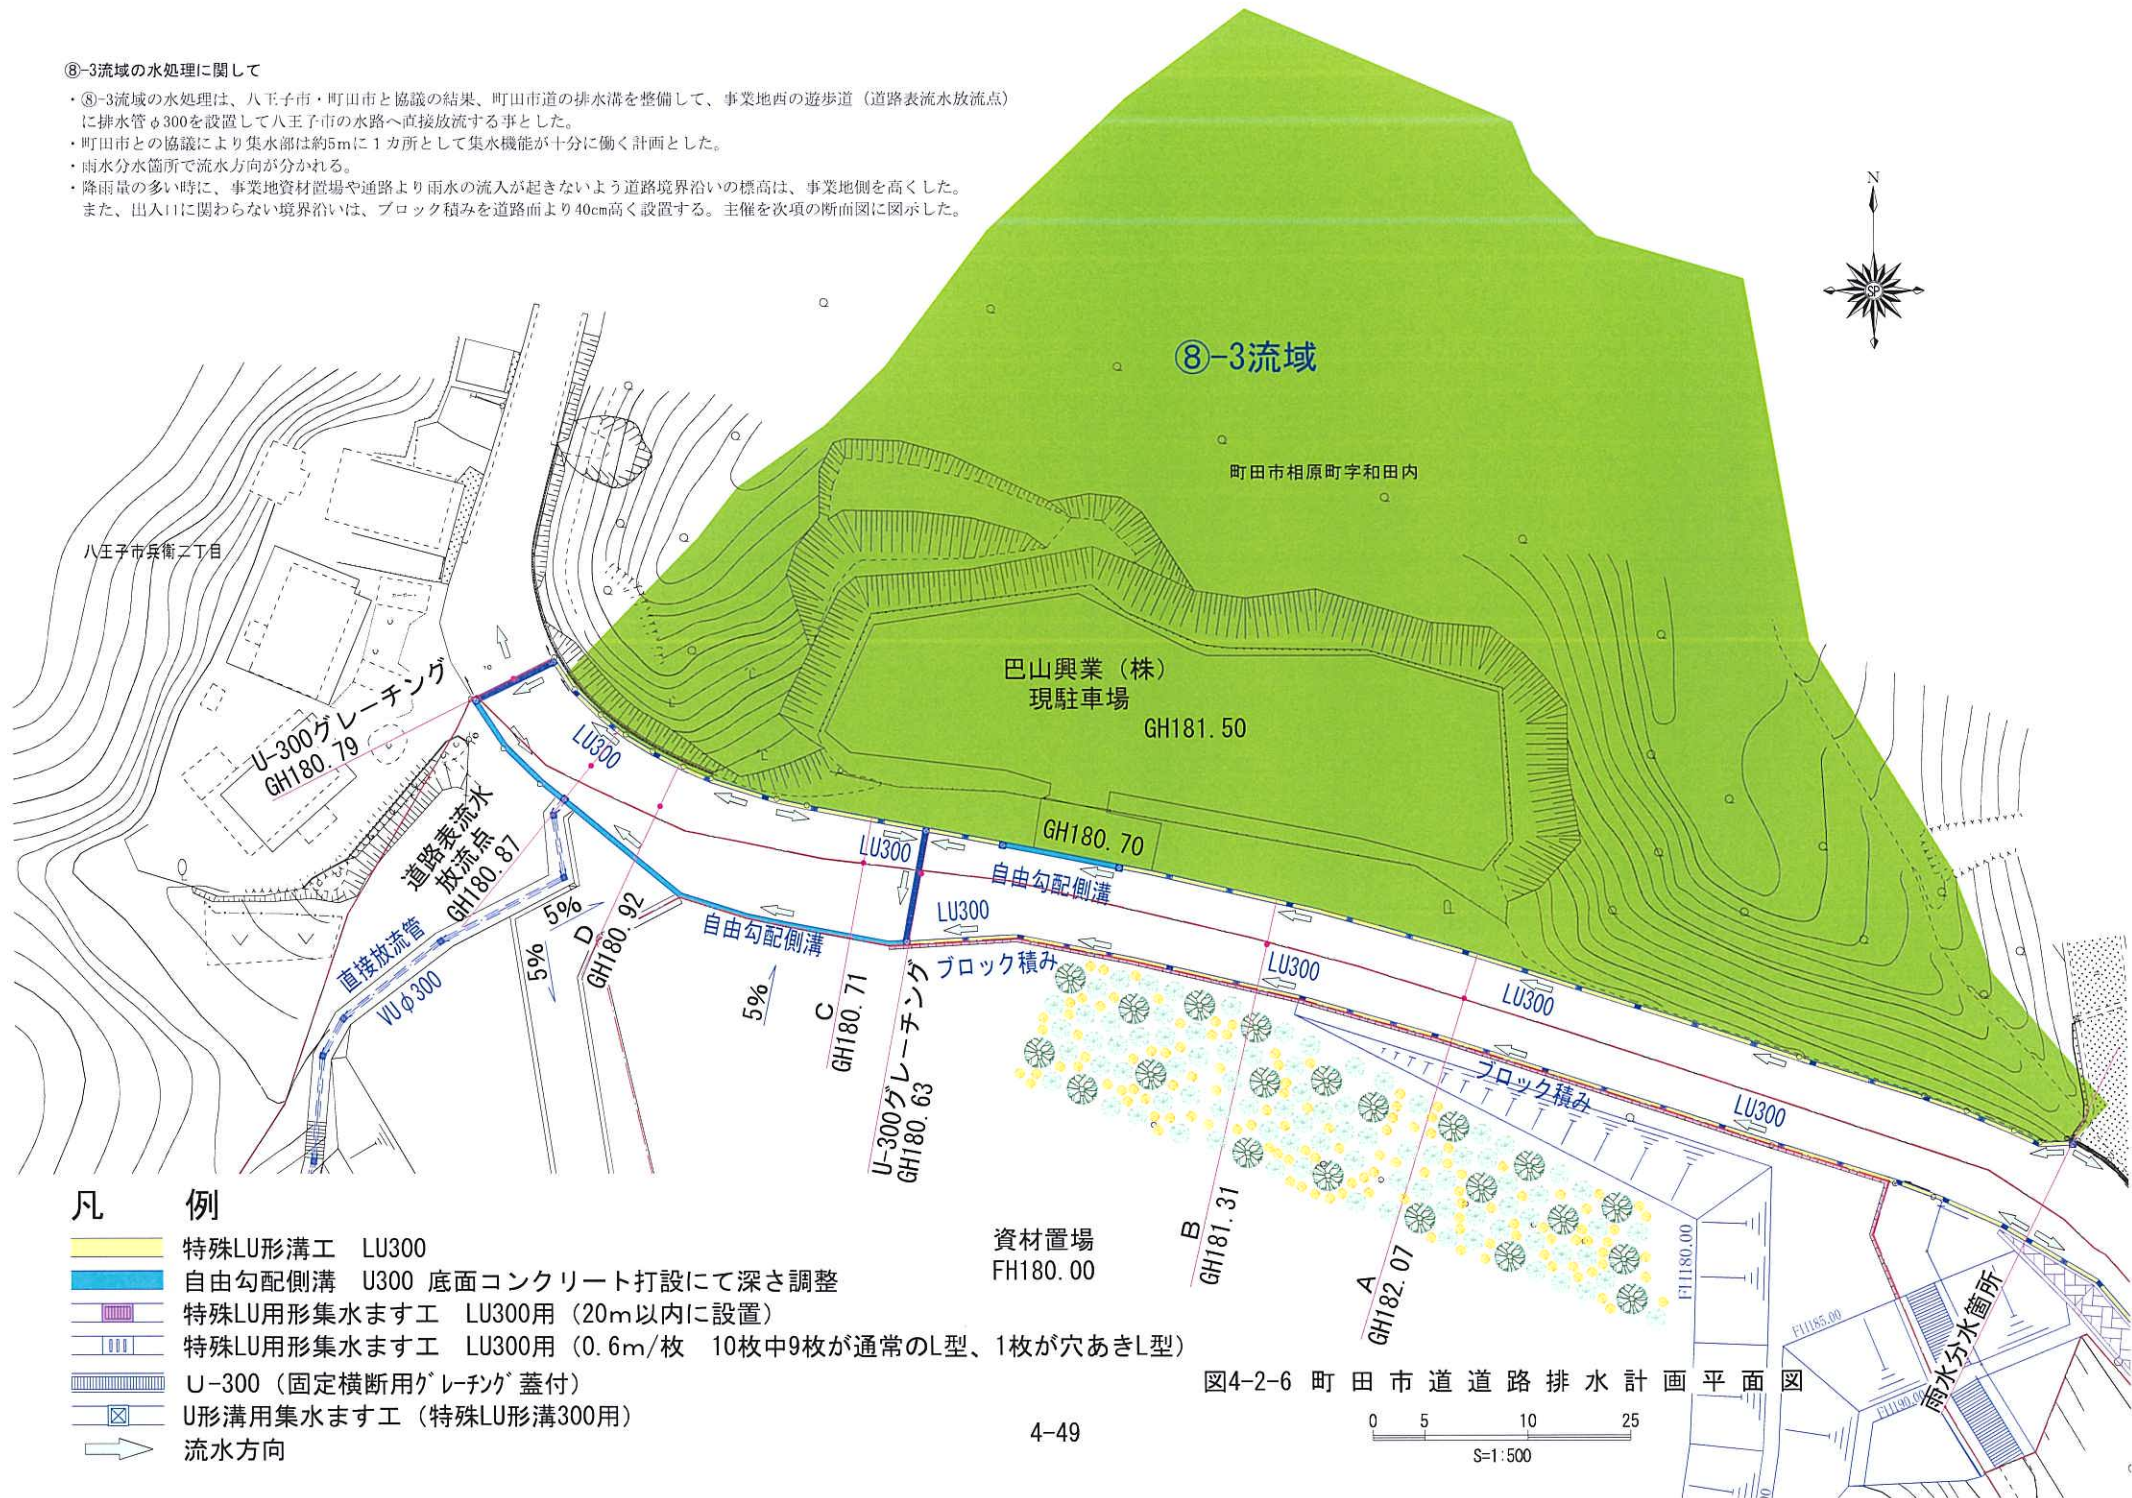 ⑧-3流域の水処理に関して
・⑧-3流域の水処理は、八王子市・町田市と協議の結果、町田市道の排水溝を整備して、事業地西の遊歩道（道路表流水放流点）
に排水管φ300を設置して八王子市の水路へ直接放流する事とした。
・町田市との協議により集水部は約5mに１カ所として集水機能が十分に働く計画とした。
・雨水分水箇所で流水方向が分かれる。
・降雨量の多い時に、事業地資材置場や通路より雨水の流入が起きないよう道路境界沿いの標高は、事業地側を高くした。
また、出入口に関わらない境界沿いは、ブロック積みを道路面より40cm高く設置する。主催を次項の断面図に図示した。
N
SP
⑧-3流域
町田市相原町字和田内
八王子市兵衛二丁目
巴山興業（株）
現駐車場
GH181.50
U-300グレーチング
GH180.79
LU300
道路表流水
放流点
GH180.87
GH180.70
LU300
自由勾配側溝
LU300
直接放流管
VUφ300
5%
5%
D
GH180.92
自由勾配側溝
5%
C
GH180.71
U-300グレーチング
GH180.63
ブロック積み
LU300
LU300
ブロック積み
LU300
B
GH181.31
A
GH182.07
資材置場
FH180.00
FH180.00
FH185.00
FH190.00
雨水分水箇所
凡　例
特殊LU形溝工　LU300
自由勾配側溝　U300 底面コンクリート打設にて深さ調整
特殊LU用形集水ます工　LU300用（20m以内に設置）
特殊LU用形集水ます工　LU300用（0.6m/枚　10枚中9枚が通常のL型、1枚が穴あきL型）
U-300（固定横断用グレーチング蓋付）
U形溝用集水ます工（特殊LU形溝300用）
流水方向
図4-2-6 町田市道道路排水計画平面図
0 5 10 25
S=1:500
4-49